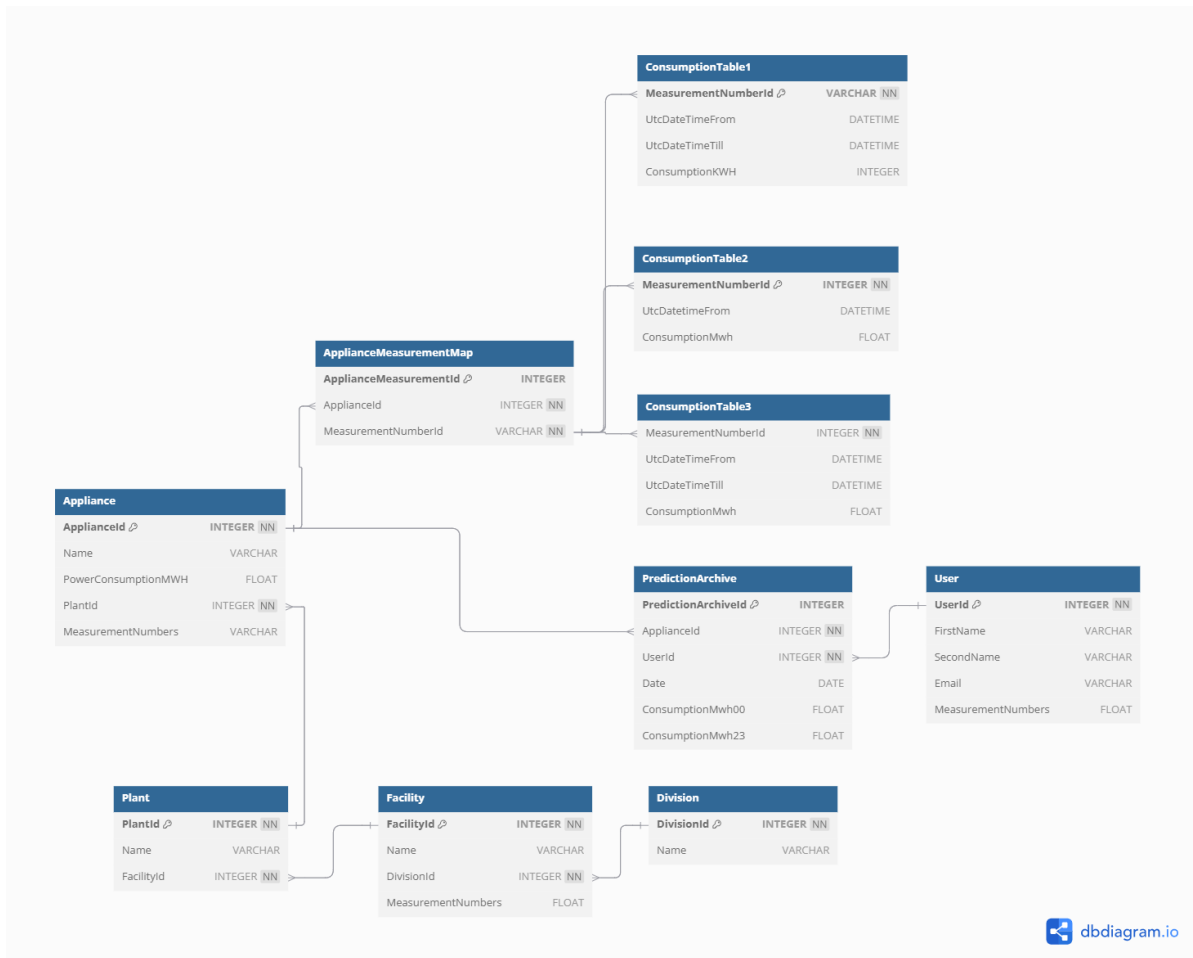 ConsumptionTable1
MeasurementNumberId VARCHAR NN
UtcDateTimeFrom DATETIME
UtcDateTimeTill DATETIME
ConsumptionKWH INTEGER
ConsumptionTable2
MeasurementNumberId INTEGER NN
UtcDatetimeFrom DATETIME
ConsumptionMwh FLOAT
ApplianceMeasurementMap
ApplianceMeasurementId INTEGER
ApplianceId INTEGER NN
MeasurementNumberId VARCHAR NN
ConsumptionTable3
MeasurementNumberId INTEGER NN
UtcDateTimeFrom DATETIME
UtcDateTimeTill DATETIME
ConsumptionMwh FLOAT
Appliance
ApplianceId INTEGER NN
Name VARCHAR
PowerConsumptionMWH FLOAT
PlantId INTEGER NN
MeasurementNumbers VARCHAR
PredictionArchive
PredictionArchiveId INTEGER
ApplianceId INTEGER NN
UserId INTEGER NN
Date DATE
ConsumptionMwh00 FLOAT
ConsumptionMwh23 FLOAT
User
UserId INTEGER NN
FirstName VARCHAR
SecondName VARCHAR
Email VARCHAR
MeasurementNumbers FLOAT
Plant
PlantId INTEGER NN
Name VARCHAR
FacilityId INTEGER NN
Facility
FacilityId INTEGER NN
Name VARCHAR
DivisionId INTEGER NN
MeasurementNumbers FLOAT
Division
DivisionId INTEGER NN
Name VARCHAR
dbdiagram.io